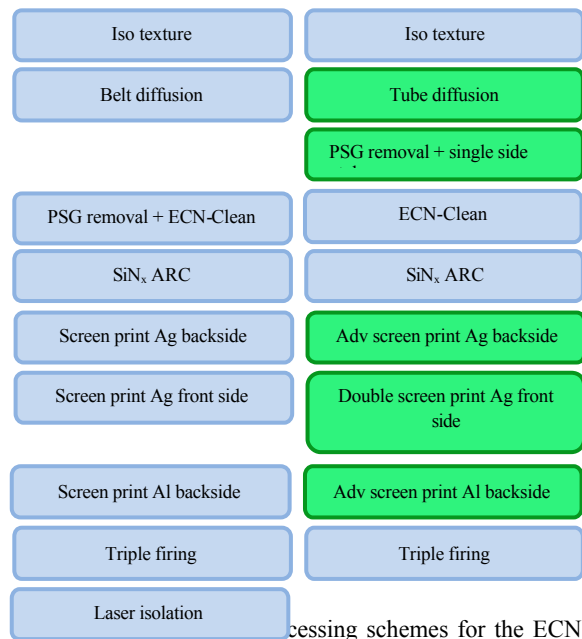 Iso texture
Iso texture
Belt diffusion
Tube diffusion
PSG removal + single side
PSG removal + ECN-Clean
ECN-Clean
SiNₓ ARC
SiNₓ ARC
Screen print Ag backside
Adv screen print Ag backside
Screen print Ag front side
Double screen print Ag front
side
Screen print Al backside
Adv screen print Al backside
Triple firing
Triple firing
Laser isolation
cessing schemes for the ECN